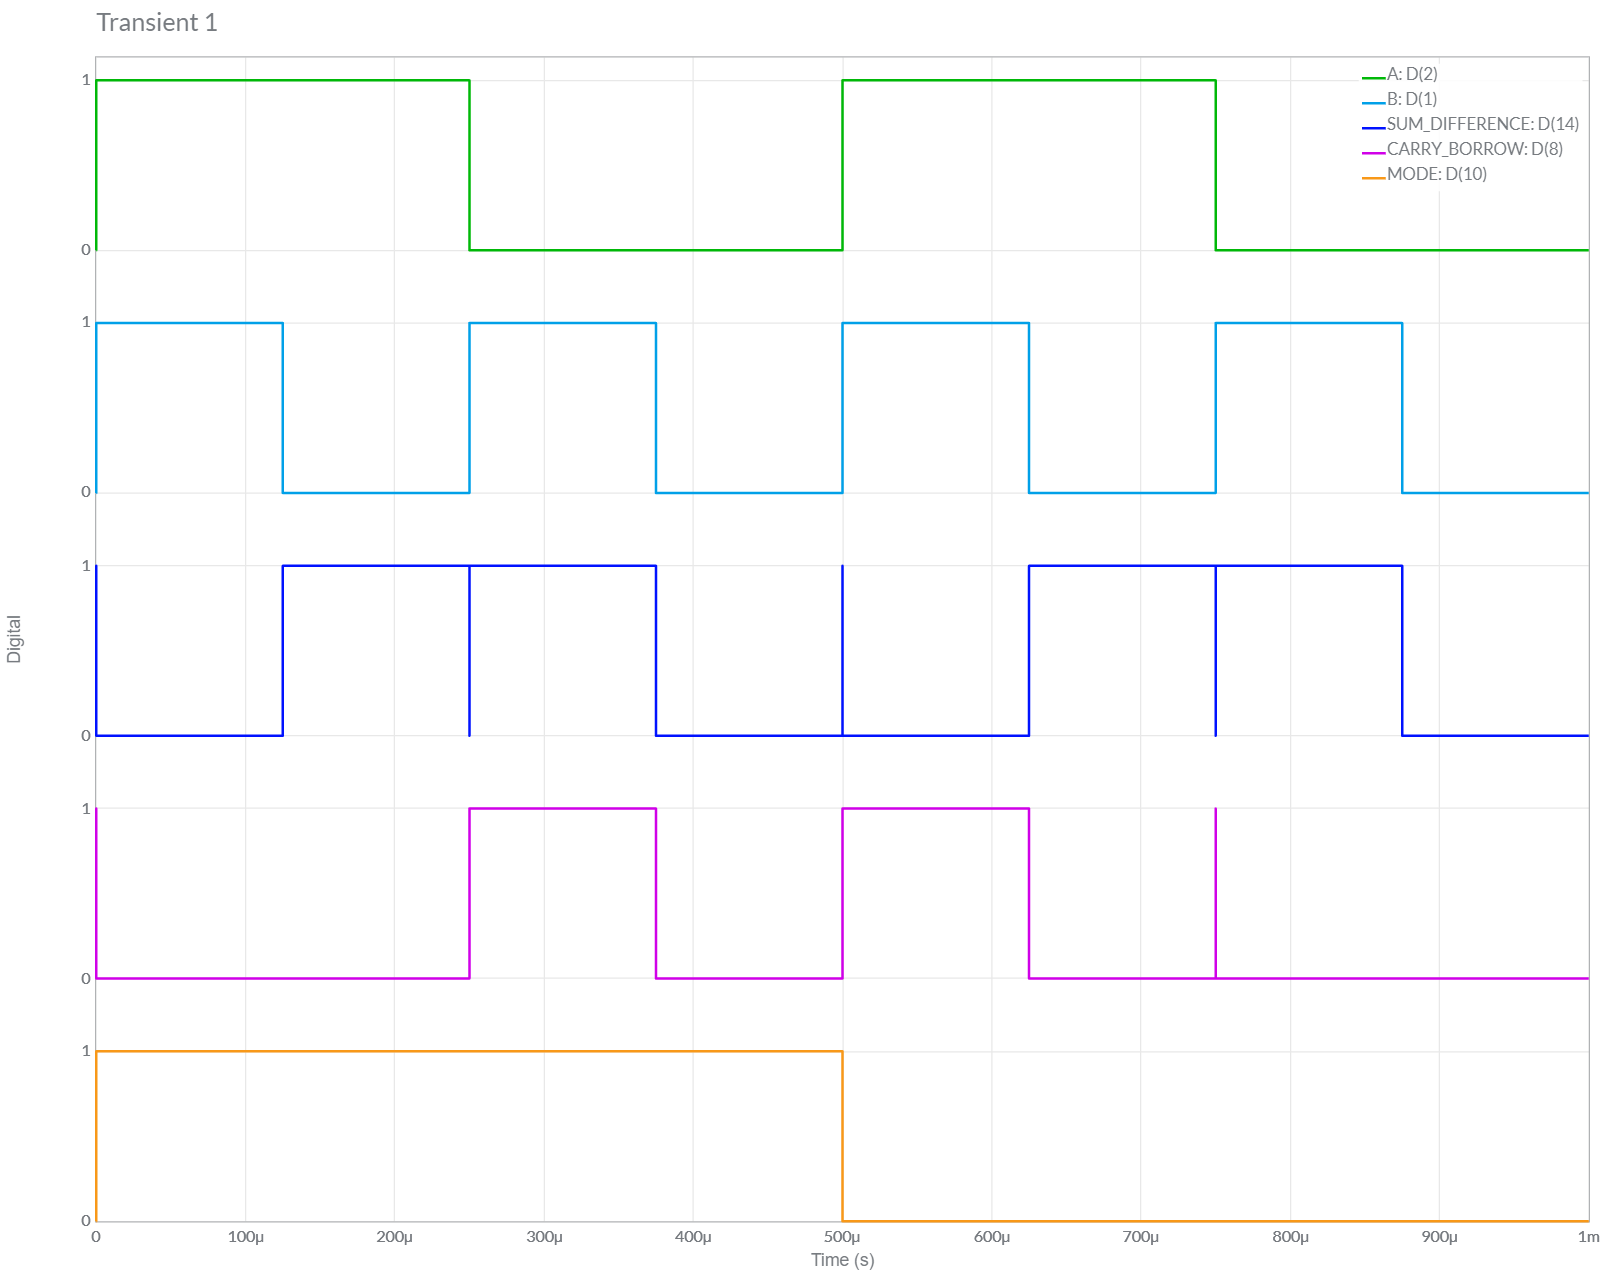 Transient 1
A: D(2)
B: D(1)
SUM_DIFFERENCE: D(14)
CARRY_BORROW: D(8)
MODE: D(10)
1
0
1
0
1
0
1
0
1
0
Digital
0 100µ 200µ 300µ 400µ 500µ 600µ 700µ 800µ 900µ 1m
Time (s)